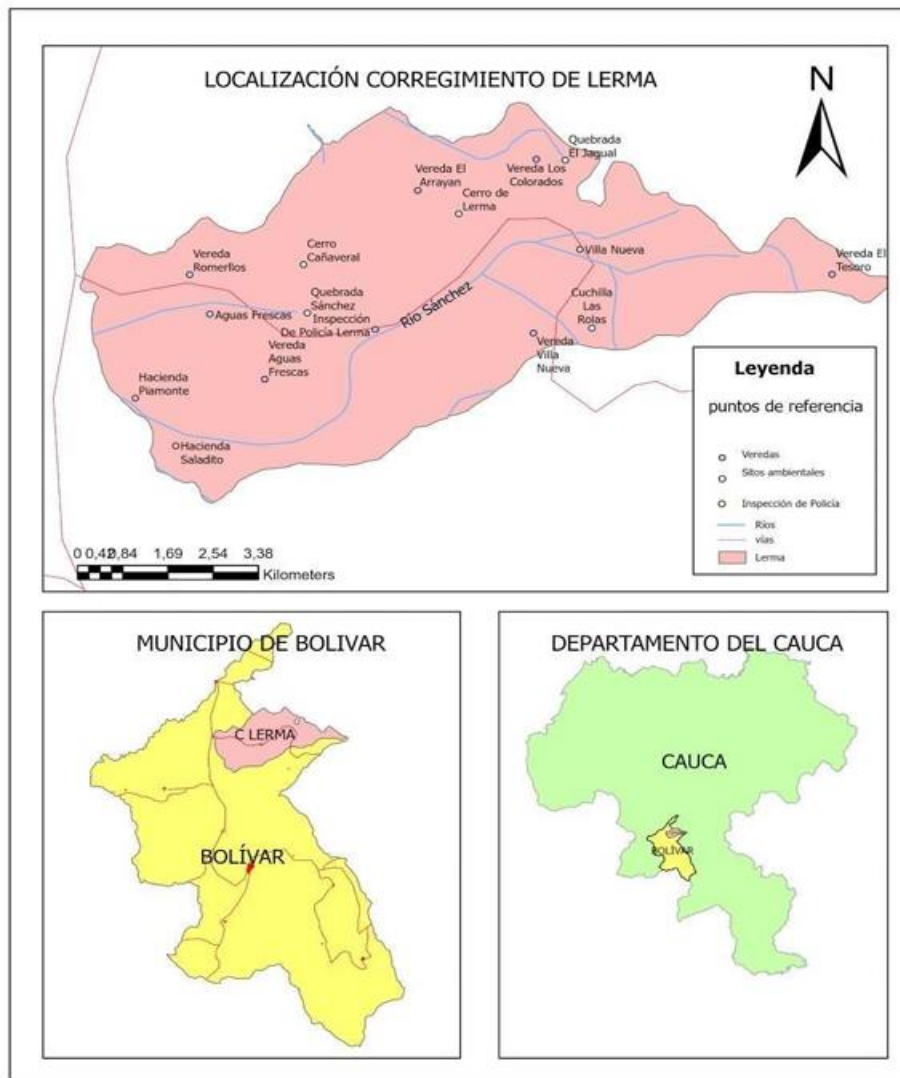 LOCALIZACIÓN CORREGIMIENTO DE LERMA
N
Quebrada
El Jagual
Vereda El
Arrayan
Vereda Los
Colorados
Cerro de
Lerma
Vereda
Romerfios
Cerro
Cañaveral
Villa Nueva
Vereda El
Tesoro
Aguas Frescas
Quebrada
Sánchez
Inspección
De Policía Lerma
Río Sánchez
Cuchilla
Las
Rolas
Vereda
Aguas
Frescas
Vereda
Villa
Nueva
Hacienda
Piamonte
Hacienda
Saladito
Leyenda
puntos de referencia
Veredas
Sitos ambientales
Inspección de Policía
Ríos
vías
Lerma
0 0,42 0,84 1,69 2,54 3,38
Kilometers
MUNICIPIO DE BOLIVAR
C LERMA
BOLÍVAR
DEPARTAMENTO DEL CAUCA
CAUCA
BOLÍVAR